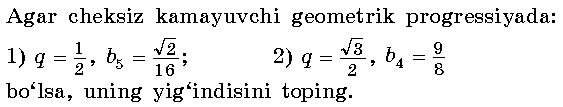 Agar cheksiz kamayuvchi geometrik progressiyada:
1) q = 1/2, b₅ = √2/16; 2) q = √3/2, b₄ = 9/8
bo‘lsa, uning yig‘indisini toping.